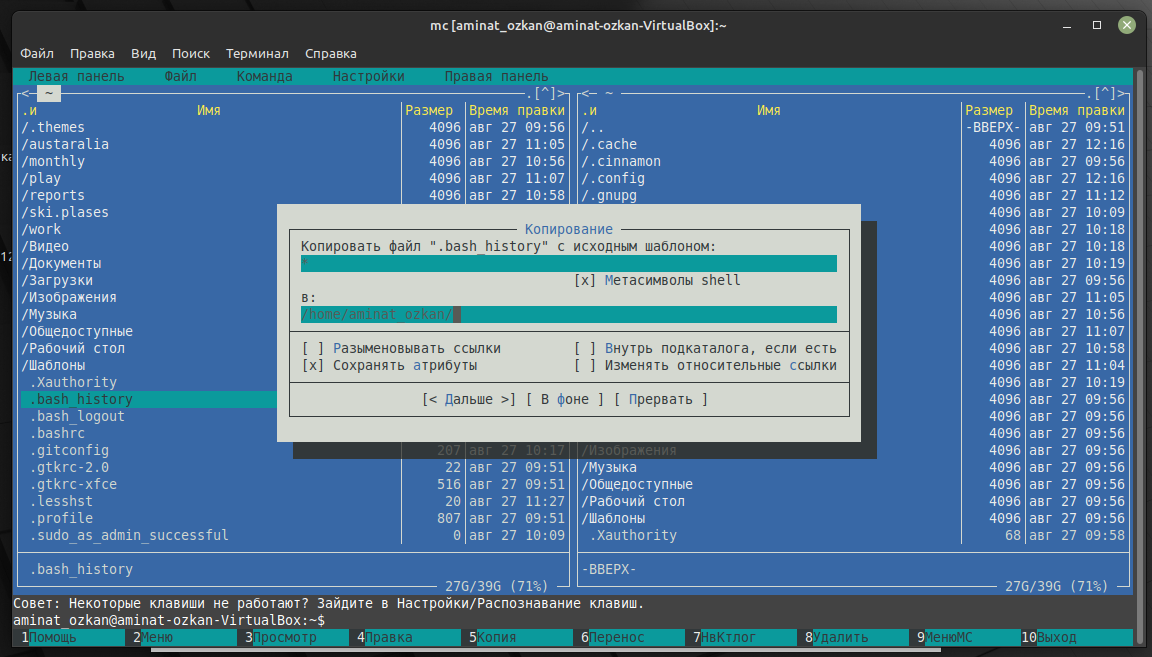 mc [aminat_ozkan@aminat-ozkan-VirtualBox]:~
Файл Правка Вид Поиск Терминал Справка
Левая панель Файл Команда Настройки Правая панель
<─ ~ .[^]> <─ ~ .[^]>
.и Имя Размер Время правки .и Имя Размер Время правки
/.themes 4096 авг 27 09:56 /.. -ВВЕРХ- авг 27 09:51
/austaralia 4096 авг 27 11:05 /.cache 4096 авг 27 12:16
/monthly 4096 авг 27 10:56 /.cinnamon 4096 авг 27 09:56
/play 4096 авг 27 11:07 /.config 4096 авг 27 12:16
/reports 4096 авг 27 10:58 /.gnupg 4096 авг 27 11:12
/ski.plases 4096 авг 27 10:09
/work Копирование 4096 авг 27 10:18
/Видео Копировать файл ".bash_history" с исходным шаблоном: 4096 авг 27 10:18
/Документы * 4096 авг 27 10:19
/Загрузки [x] Метасимволы shell 4096 авг 27 09:56
/Изображения в: 4096 авг 27 11:05
/Музыка /home/aminat_ozkan/ 4096 авг 27 10:56
/Общедоступные 4096 авг 27 11:07
/Рабочий стол [ ] Разыменовывать ссылки [ ] Внутрь подкаталога, если есть 4096 авг 27 10:58
/Шаблоны [x] Сохранять атрибуты [ ] Изменять относительные ссылки 4096 авг 27 11:04
.Xauthority 4096 авг 27 10:19
.bash_history [< Дальше >] [ В фоне ] [ Прервать ] 4096 авг 27 09:56
.bash_logout 4096 авг 27 09:56
.bashrc 4096 авг 27 09:56
.gitconfig 207 авг 27 10:17 /Изображения 4096 авг 27 09:56
.gtkrc-2.0 22 авг 27 09:51 /Музыка 4096 авг 27 09:56
.gtkrc-xfce 516 авг 27 09:51 /Общедоступные 4096 авг 27 09:56
.lesshst 20 авг 27 11:27 /Рабочий стол 4096 авг 27 09:56
.profile 807 авг 27 09:51 /Шаблоны 4096 авг 27 09:56
.sudo_as_admin_successful 0 авг 27 10:09 .Xauthority 68 авг 27 09:58
.bash_history -ВВЕРХ-
27G/39G (71%) 27G/39G (71%)
Совет: Некоторые клавиши не работают? Зайдите в Настройки/Распознавание клавиш.
aminat_ozkan@aminat-ozkan-VirtualBox:~$
1Помощь 2Меню 3Просмотр 4Правка 5Копия 6Перенос 7НвКтлог 8Удалить 9МенюМС 10Выход